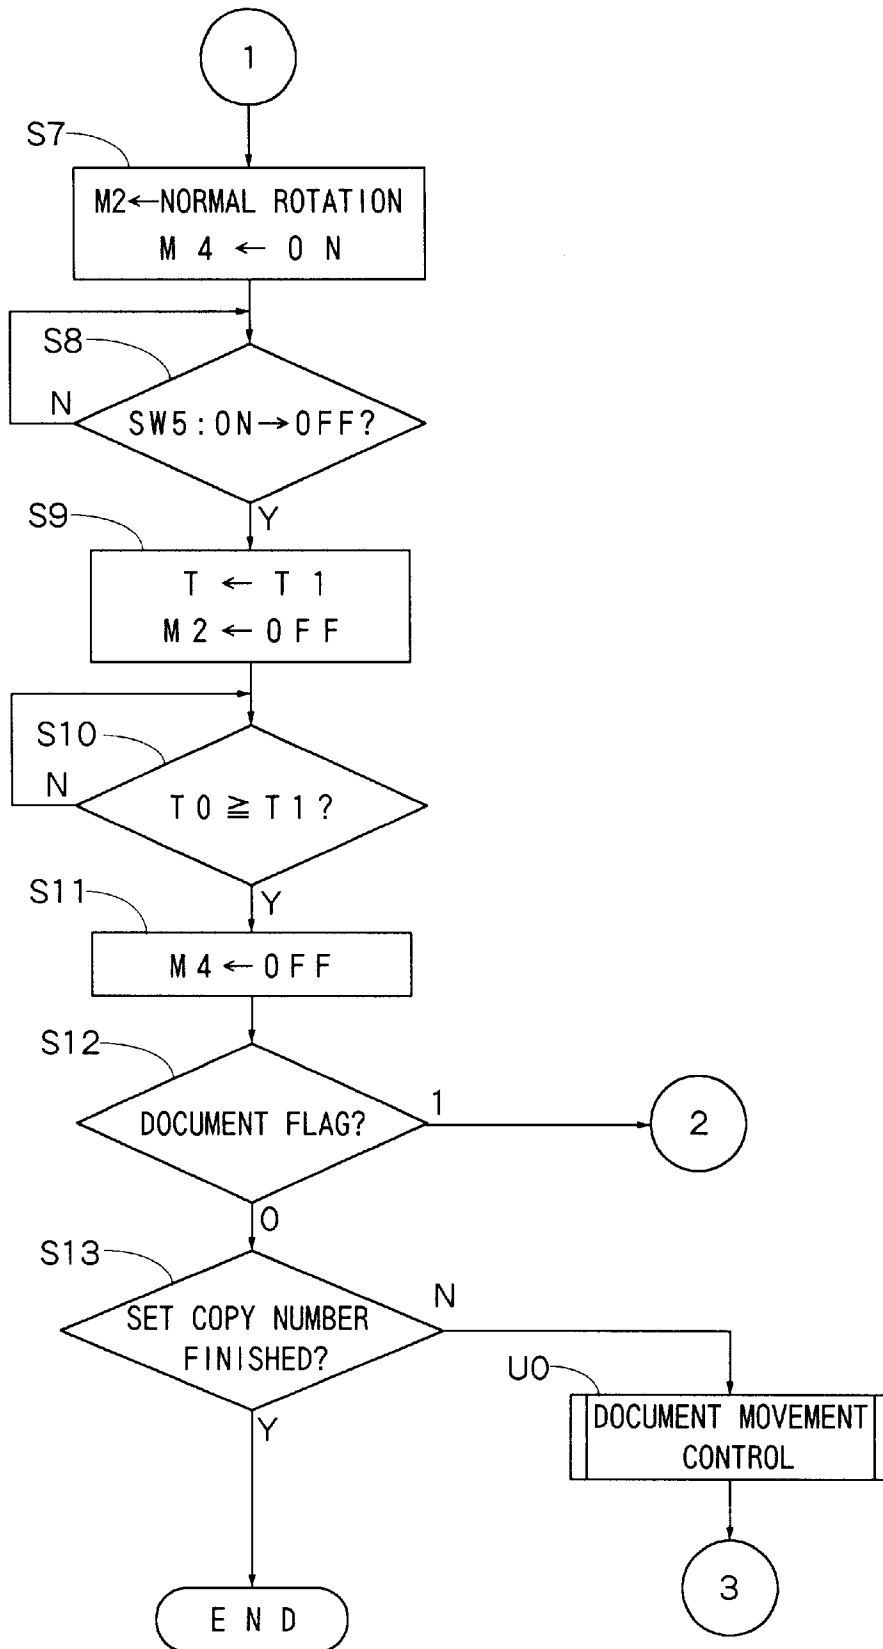 1
S7
M2←NORMAL ROTATION
M4←ON
S8
N
SW5:ON→OFF?
Y
S9
T←T1
M2←OFF
S10
N
T0≧T1?
Y
S11
M4←OFF
S12
DOCUMENT FLAG?
1
2
0
S13
SET COPY NUMBER
FINISHED?
N
Y
U0
DOCUMENT MOVEMENT
CONTROL
3
END